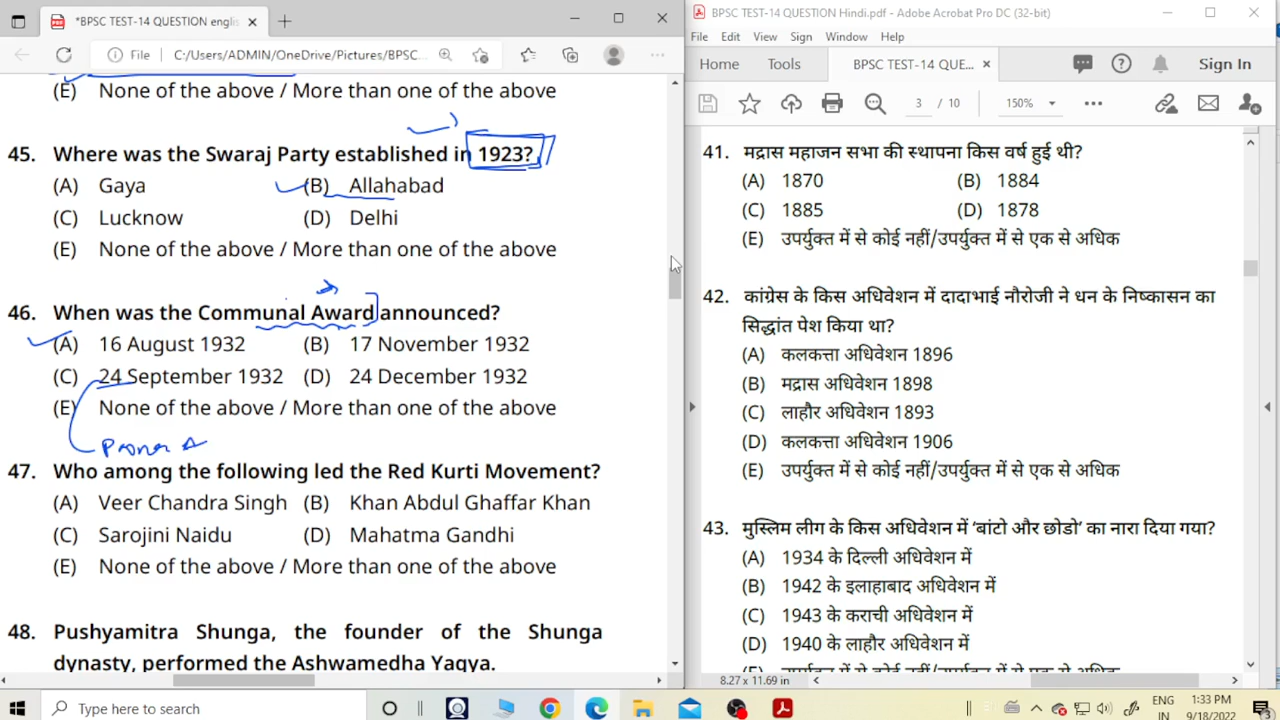 *BPSC TEST-14 QUESTION englis
File
C:/Users/ADMIN/OneDrive/Pictures/BPSC...
(E) None of the above / More than one of the above
45. Where was the Swaraj Party established in 1923?
(A) Gaya (B) Allahabad
(C) Lucknow (D) Delhi
(E) None of the above / More than one of the above
46. When was the Communal Award announced?
(A) 16 August 1932 (B) 17 November 1932
(C) 24 September 1932 (D) 24 December 1932
(E) None of the above / More than one of the above
47. Who among the following led the Red Kurti Movement?
(A) Veer Chandra Singh (B) Khan Abdul Ghaffar Khan
(C) Sarojini Naidu (D) Mahatma Gandhi
(E) None of the above / More than one of the above
48. Pushyamitra Shunga, the founder of the Shunga
dynasty, performed the Ashwamedha Yagya.
BPSC TEST-14 QUESTION Hindi.pdf - Adobe Acrobat Pro DC (32-bit)
File Edit View Sign Window Help
Home Tools BPSC TEST-14 QUE... Sign In
3 / 10 150%
41. मद्रास महाजन सभा की स्थापना किस वर्ष हुई थी?
(A) 1870 (B) 1884
(C) 1885 (D) 1878
(E) उपर्युक्त में से कोई नहीं/उपर्युक्त में से एक से अधिक
42. कांग्रेस के किस अधिवेशन में दादाभाई नौरोजी ने धन के निष्कासन का
सिद्धांत पेश किया था?
(A) कलकत्ता अधिवेशन 1896
(B) मद्रास अधिवेशन 1898
(C) लाहौर अधिवेशन 1893
(D) कलकत्ता अधिवेशन 1906
(E) उपर्युक्त में से कोई नहीं/उपर्युक्त में से एक से अधिक
43. मुस्लिम लीग के किस अधिवेशन में ‘बांटो और छोडो’ का नारा दिया गया?
(A) 1934 के दिल्ली अधिवेशन में
(B) 1942 के इलाहाबाद अधिवेशन में
(C) 1943 के कराची अधिवेशन में
(D) 1940 के लाहौर अधिवेशन में
8.27 x 11.69 in
Type here to search
ENG
IN
1:33 PM
9/18/2022